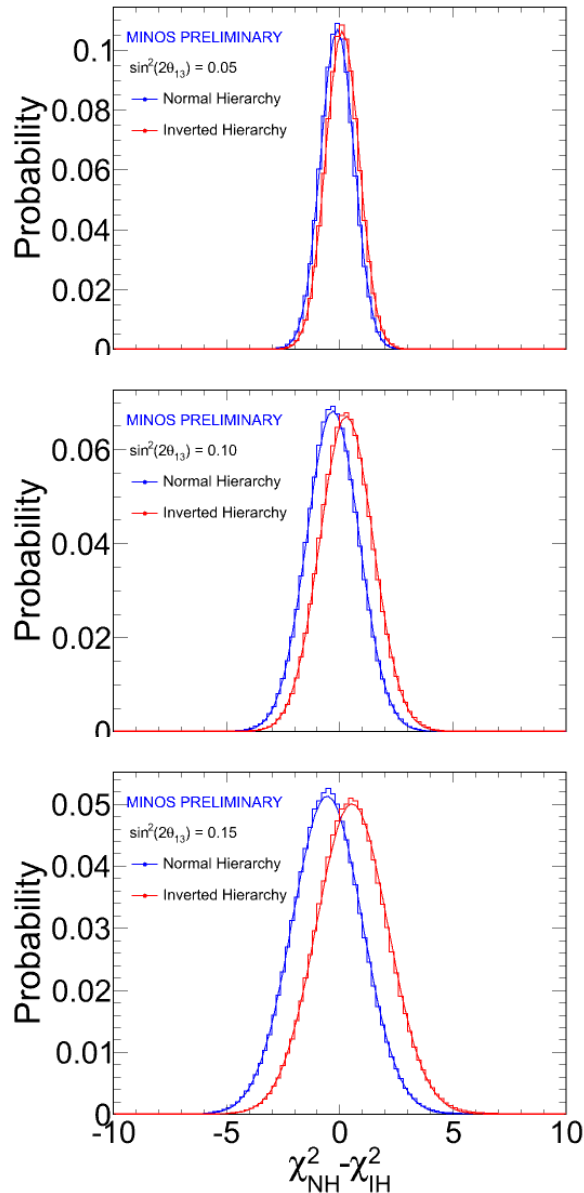 0.1
0.08
0.06
0.04
0.02
0
Probability
MINOS PRELIMINARY
sin²(2θ₁₃) = 0.05
Normal Hierarchy
Inverted Hierarchy
0.06
0.04
0.02
0
Probability
MINOS PRELIMINARY
sin²(2θ₁₃) = 0.10
Normal Hierarchy
Inverted Hierarchy
0.05
0.04
0.03
0.02
0.01
0
Probability
MINOS PRELIMINARY
sin²(2θ₁₃) = 0.15
Normal Hierarchy
Inverted Hierarchy
-10 -5 0 5 10
χ²_NH-χ²_IH